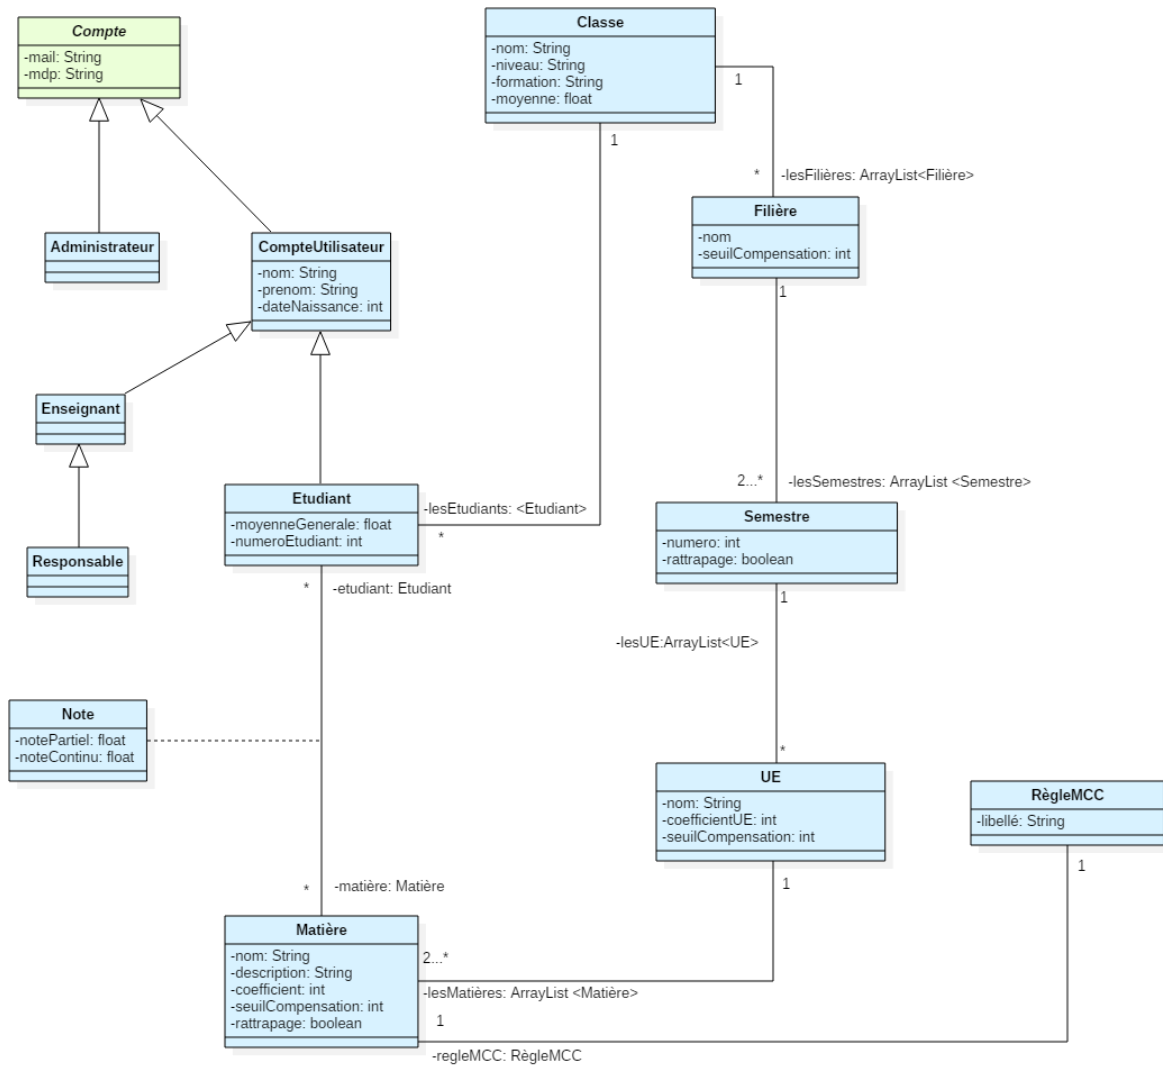 Compte
-mail: String
-mdp: String
Classe
-nom: String
-niveau: String
-formation: String
-moyenne: float
1
1
* -lesFilières: ArrayList<Filière>
Filière
-nom
-seuilCompensation: int
1
Administrateur
CompteUtilisateur
-nom: String
-prenom: String
-dateNaissance: int
Enseignant
Responsable
Etudiant
-moyenneGenerale: float
-numeroEtudiant: int
-lesEtudiants: <Etudiant>
*
2...* -lesSemestres: ArrayList <Semestre>
Semestre
-numero: int
-rattrapage: boolean
1
* -etudiant: Etudiant
-lesUE:ArrayList<UE>
*
Note
-notePartiel: float
-noteContinu: float
UE
-nom: String
-coefficientUE: int
-seuilCompensation: int
1
RègleMCC
-libellé: String
1
* -matière: Matière
Matière
-nom: String
-description: String
-coefficient: int
-seuilCompensation: int
-rattrapage: boolean
2...*
-lesMatières: ArrayList <Matière>
1
-regleMCC: RègleMCC